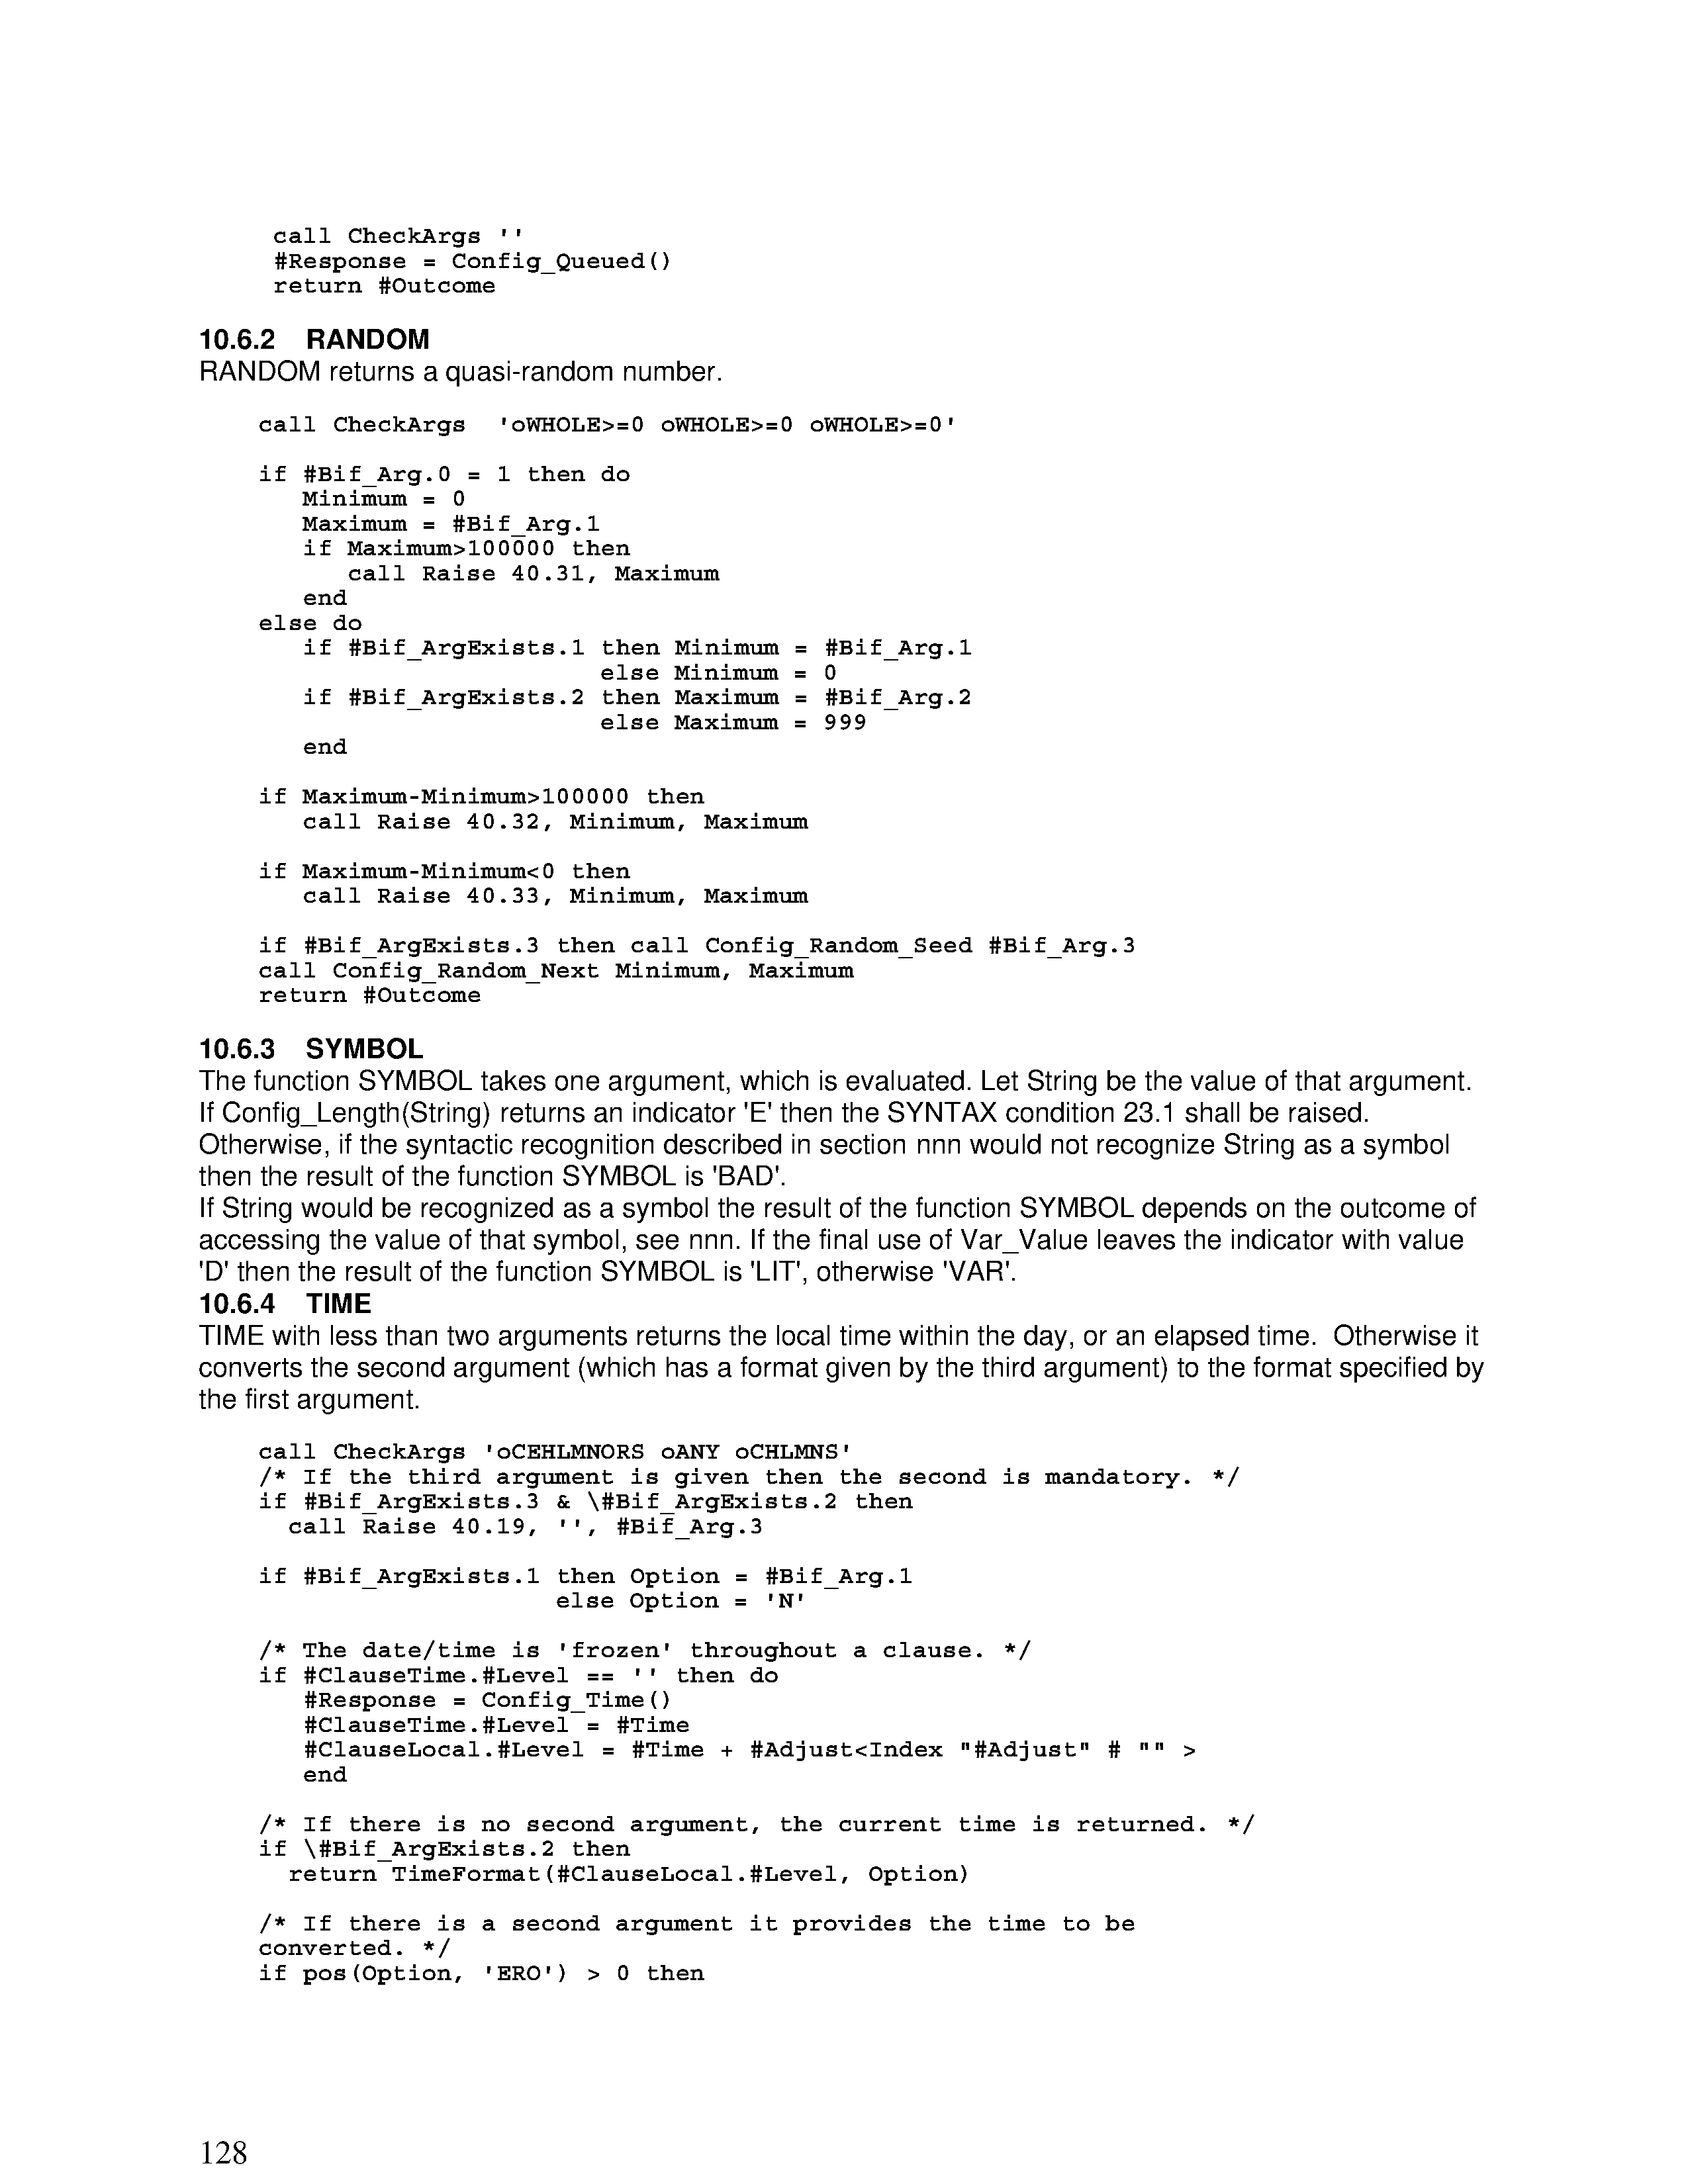 call CheckArgs ''
#Response = Config_Queued()
return #Outcome
10.6.2 RANDOM
RANDOM returns a quasi-random number.
call CheckArgs  'oWHOLE>=0 oWHOLE>=0 oWHOLE>=0'
if #Bif_Arg.0 = 1 then do
Minimum = 0
Maximum = #Bif_Arg.1
if Maximum>100000 then
call Raise 40.31, Maximum
end
else do
if #Bif_ArgExists.1 then Minimum = #Bif_Arg.1
else Minimum = 0
if #Bif_ArgExists.2 then Maximum = #Bif_Arg.2
else Maximum = 999
end
if Maximum-Minimum>100000 then
call Raise 40.32, Minimum, Maximum
if Maximum-Minimum<0 then
call Raise 40.33, Minimum, Maximum
if #Bif_ArgExists.3 then call Config_Random_Seed #Bif_Arg.3
call Config_Random_Next Minimum, Maximum
return #Outcome
10.6.3 SYMBOL
The function SYMBOL takes one argument, which is evaluated. Let String be the value of that argument.
If Config_Length(String) returns an indicator 'E' then the SYNTAX condition 23.1 shall be raised.
Otherwise, if the syntactic recognition described in section nnn would not recognize String as a symbol
then the result of the function SYMBOL is 'BAD'.
If String would be recognized as a symbol the result of the function SYMBOL depends on the outcome of
accessing the value of that symbol, see nnn. If the final use of Var_Value leaves the indicator with value
'D' then the result of the function SYMBOL is 'LIT', otherwise 'VAR'.
10.6.4 TIME
TIME with less than two arguments returns the local time within the day, or an elapsed time.  Otherwise it
converts the second argument (which has a format given by the third argument) to the format specified by
the first argument.
call CheckArgs 'oCEHLMNORS oANY oCHLMNS'
/* If the third argument is given then the second is mandatory. */
if #Bif_ArgExists.3 & \#Bif_ArgExists.2 then
call Raise 40.19, '', #Bif_Arg.3
if #Bif_ArgExists.1 then Option = #Bif_Arg.1
else Option = 'N'
/* The date/time is 'frozen' throughout a clause. */
if #ClauseTime.#Level == '' then do
#Response = Config_Time()
#ClauseTime.#Level = #Time
#ClauseLocal.#Level = #Time + #Adjust<Index "#Adjust" # "" >
end
/* If there is no second argument, the current time is returned. */
if \#Bif_ArgExists.2 then
return TimeFormat(#ClauseLocal.#Level, Option)
/* If there is a second argument it provides the time to be
converted. */
if pos(Option, 'ERO') > 0 then
128